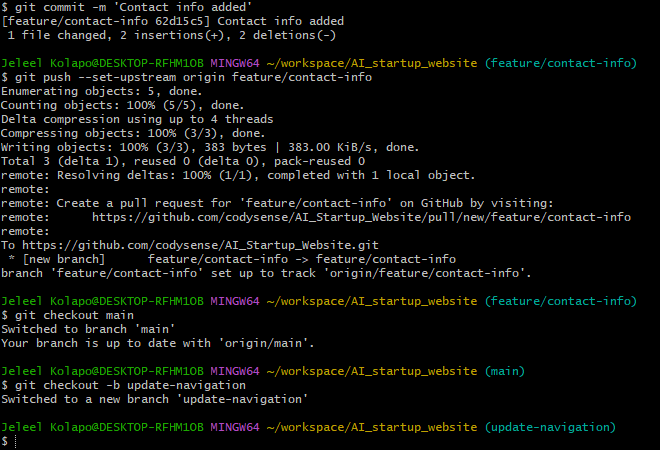 $ git commit -m 'Contact info added'
[feature/contact-info 62d15c5] Contact info added
 1 file changed, 2 insertions(+), 2 deletions(-)
Jeleel Kolapo@DESKTOP-RFHM1OB MINGW64 ~/workspace/AI_startup_website (feature/contact-info)
$ git push --set-upstream origin feature/contact-info
Enumerating objects: 5, done.
Counting objects: 100% (5/5), done.
Delta compression using up to 4 threads
Compressing objects: 100% (3/3), done.
Writing objects: 100% (3/3), 383 bytes | 383.00 KiB/s, done.
Total 3 (delta 1), reused 0 (delta 0), pack-reused 0
remote: Resolving deltas: 100% (1/1), completed with 1 local object.
remote:
remote: Create a pull request for 'feature/contact-info' on GitHub by visiting:
remote:      https://github.com/codysense/AI_Startup_Website/pull/new/feature/contact-info
remote:
To https://github.com/codysense/AI_Startup_Website.git
 * [new branch]      feature/contact-info -> feature/contact-info
branch 'feature/contact-info' set up to track 'origin/feature/contact-info'.
Jeleel Kolapo@DESKTOP-RFHM1OB MINGW64 ~/workspace/AI_startup_website (feature/contact-info)
$ git checkout main
Switched to branch 'main'
Your branch is up to date with 'origin/main'.
Jeleel Kolapo@DESKTOP-RFHM1OB MINGW64 ~/workspace/AI_startup_website (main)
$ git checkout -b update-navigation
Switched to a new branch 'update-navigation'
Jeleel Kolapo@DESKTOP-RFHM1OB MINGW64 ~/workspace/AI_startup_website (update-navigation)
$